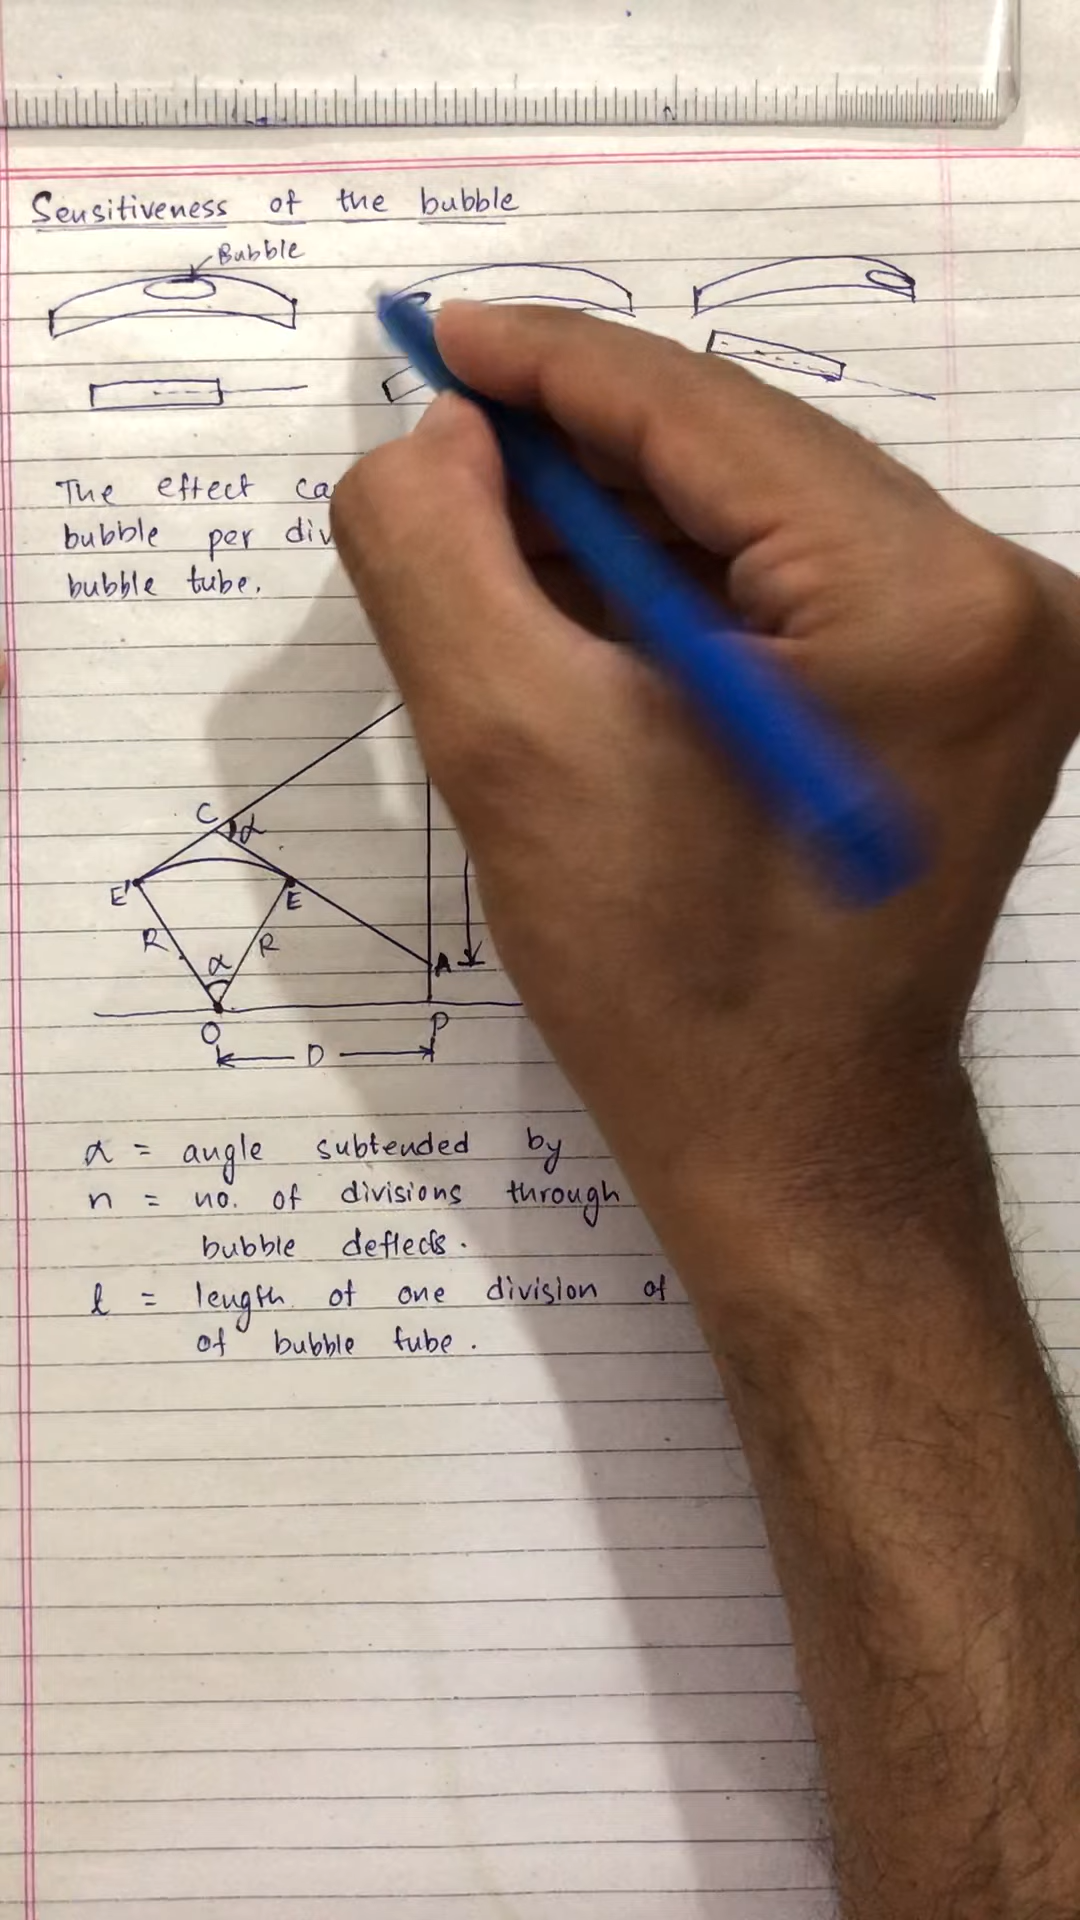 Sensitiveness of the bubble
Bubble
The effect
bubble per
bubble tube.
C α
E' E
R R
α
A
O P
D
α = angle subtended by
n = no. of divisions through
bubble deflects.
l = length of one division of
of bubble tube.